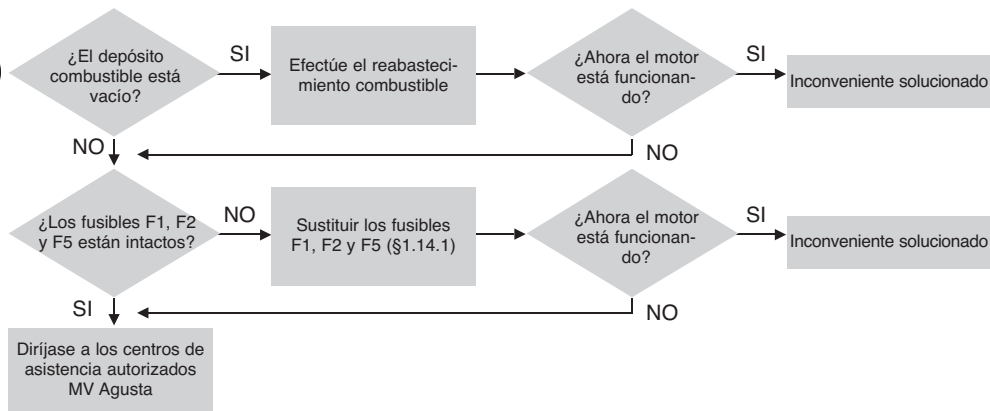 ¿El depósito
combustible está
vacío?
SI
Efectúe el reabasteci-
miento combustible
¿Ahora el motor
está funcionan-
do?
SI
Inconveniente solucionado
NO
NO
¿Los fusibles F1, F2
y F5 están intactos?
NO
Sustituir los fusibles
F1, F2 y F5 (§1.14.1)
¿Ahora el motor
está funcionan-
do?
SI
Inconveniente solucionado
SI
NO
Diríjase a los centros de
asistencia autorizados
MV Agusta